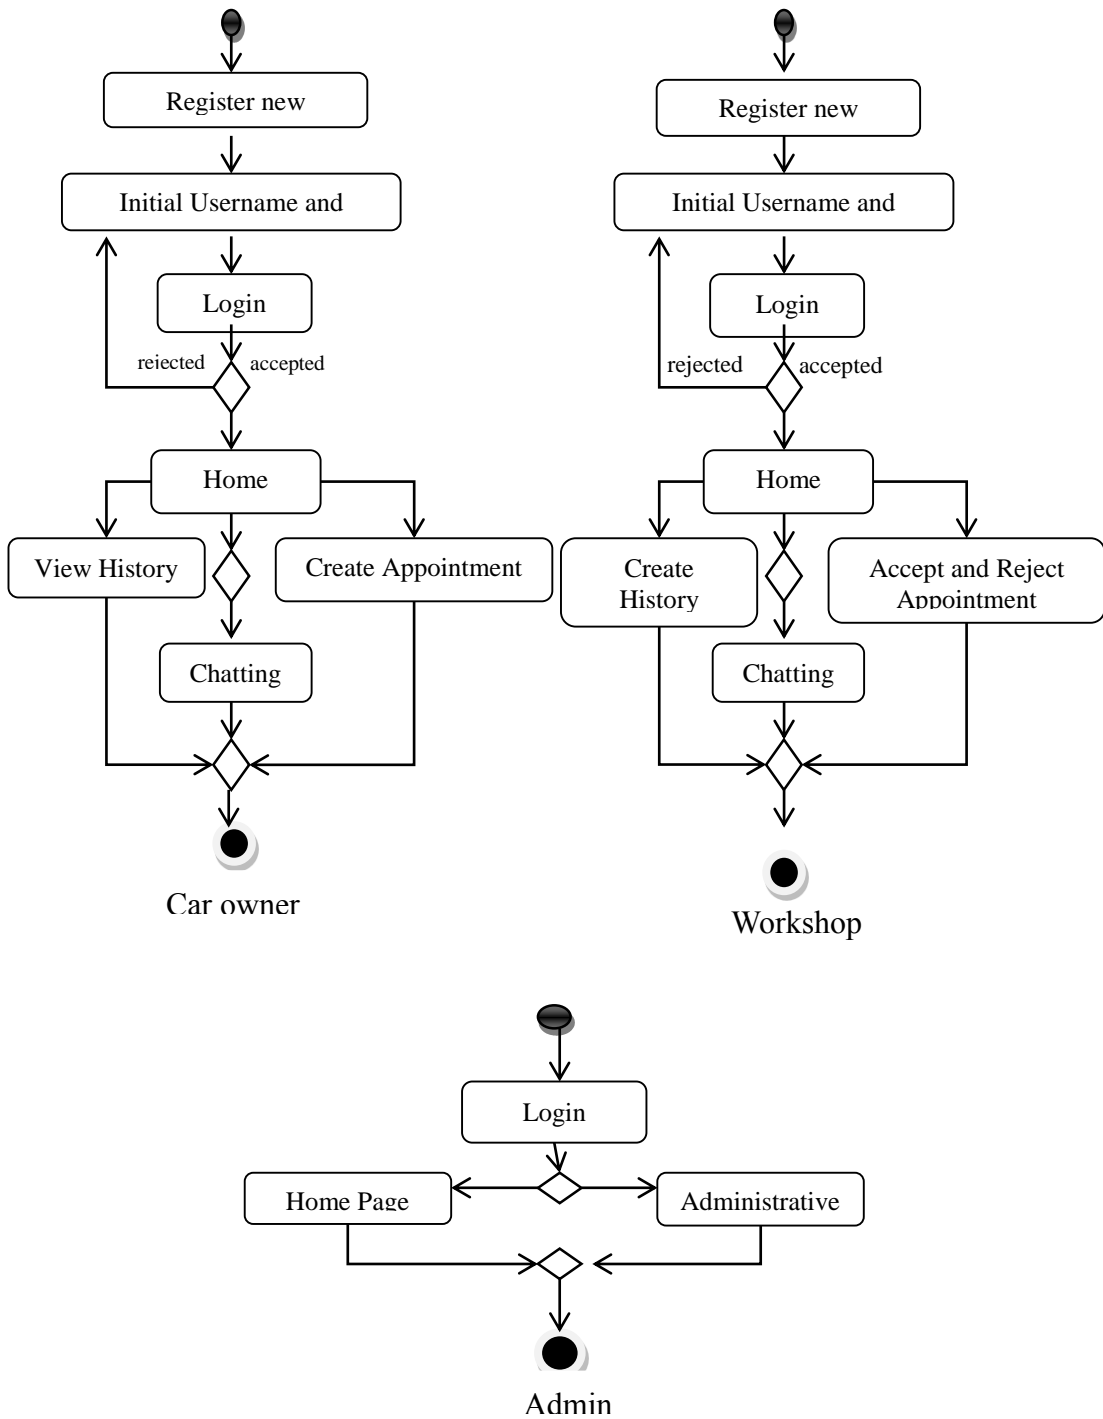 Register new
Initial Username and
Login
rejected
accepted
Home
View History
Create Appointment
Chatting
Car owner
Register new
Initial Username and
Login
rejected
accepted
Home
Create
History
Accept and Reject
Appointment
Chatting
Workshop
Login
Home Page
Administrative
Admin